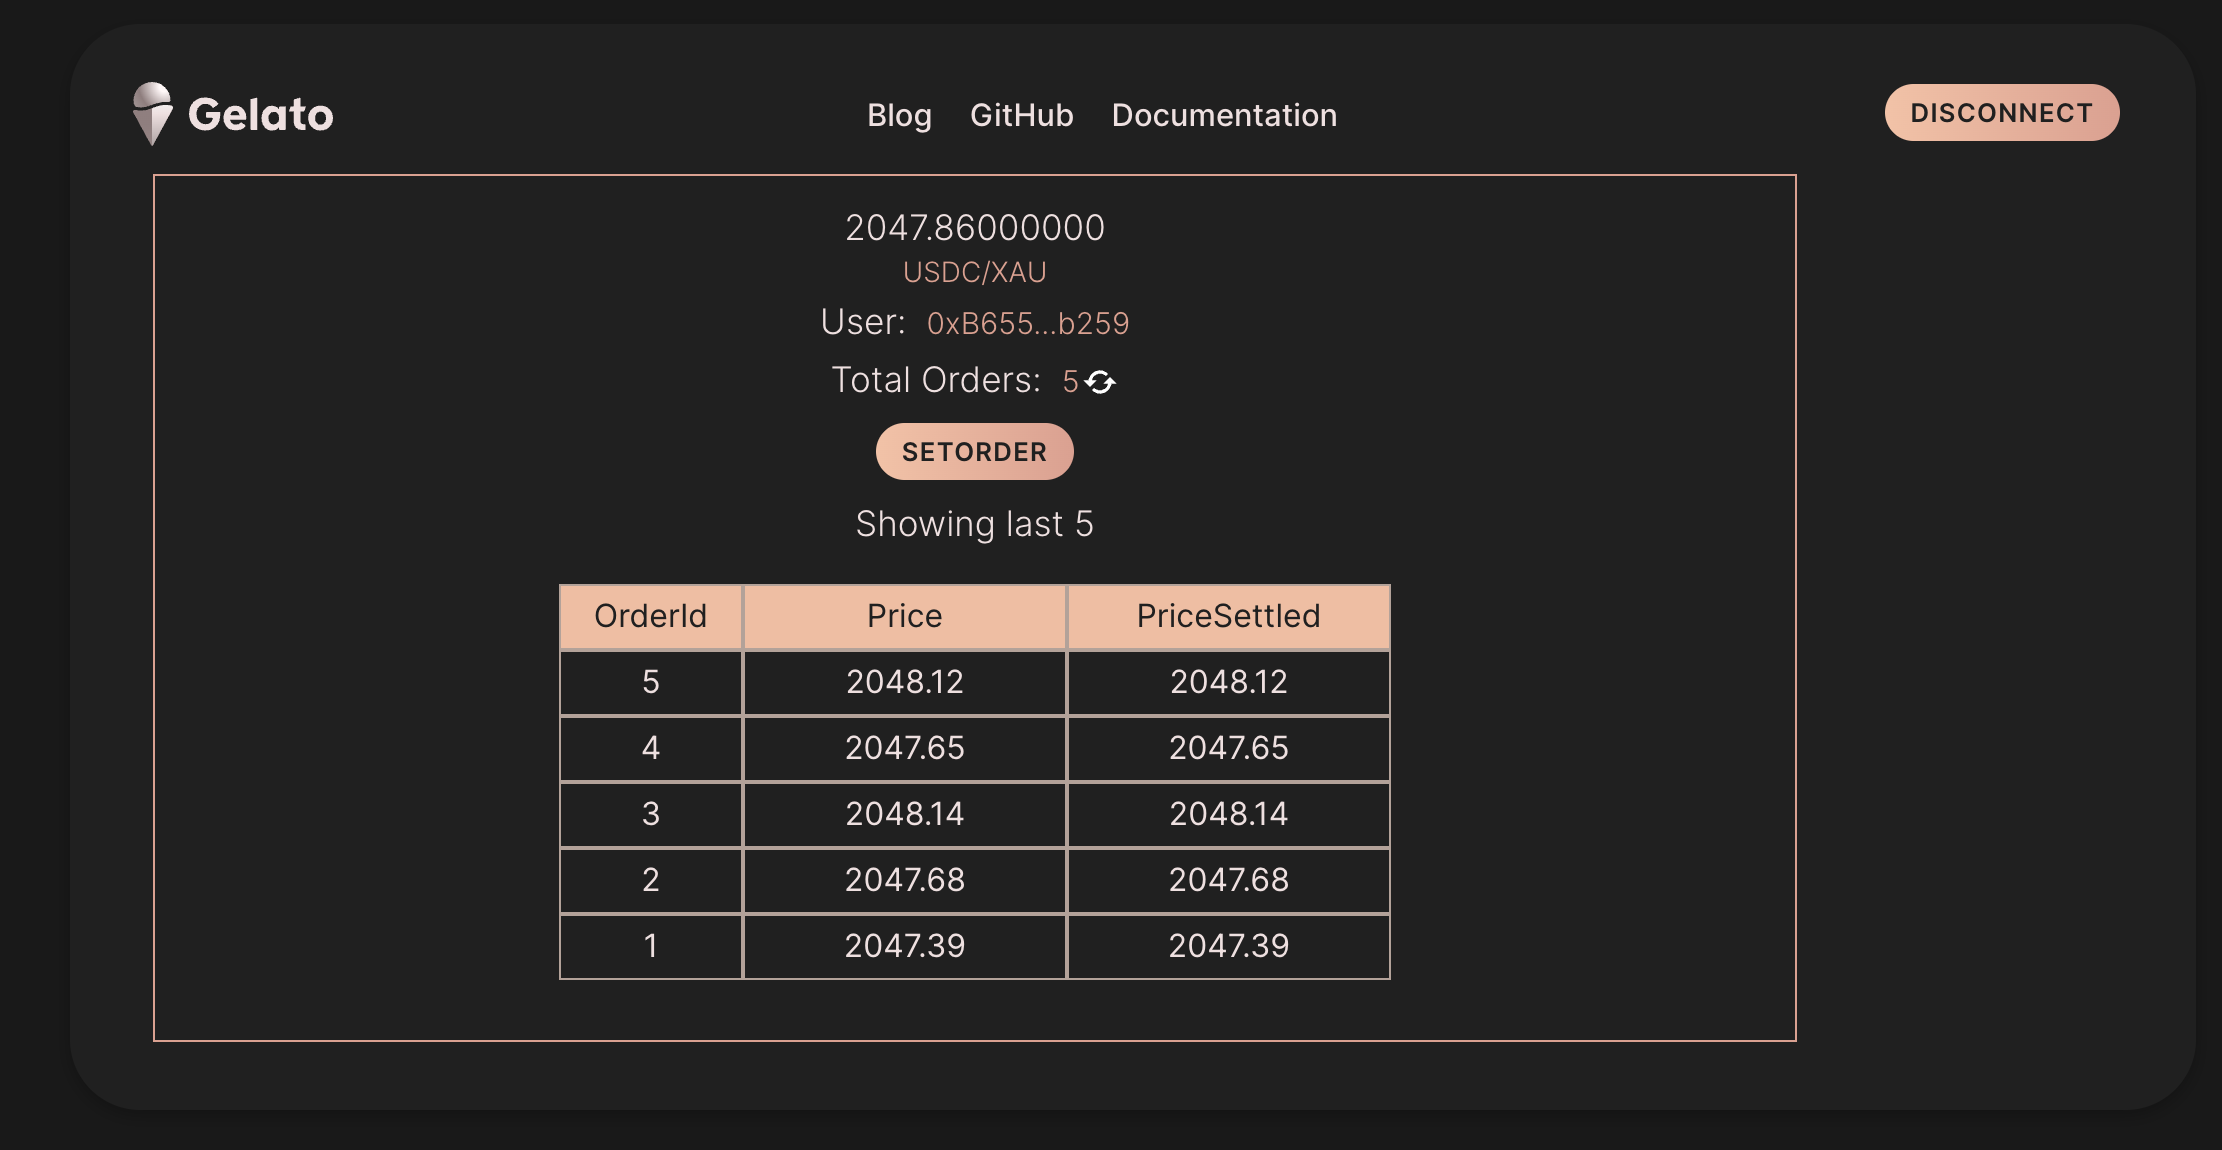 Gelato
Blog GitHub Documentation
DISCONNECT
2047.86000000
USDC/XAU
User: 0xB655...b259
Total Orders: 5
SETORDER
Showing last 5
OrderId Price PriceSettled
5 2048.12 2048.12
4 2047.65 2047.65
3 2048.14 2048.14
2 2047.68 2047.68
1 2047.39 2047.39